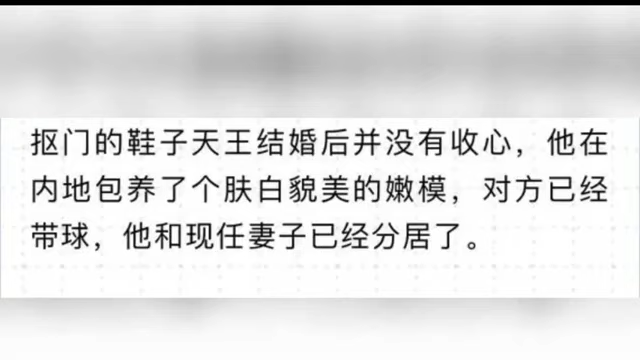 抠门的鞋子天王结婚后并没有收心，他在
内地包养了个肤白貌美的嫩模，对方已经
带球，他和现任妻子已经分居了。